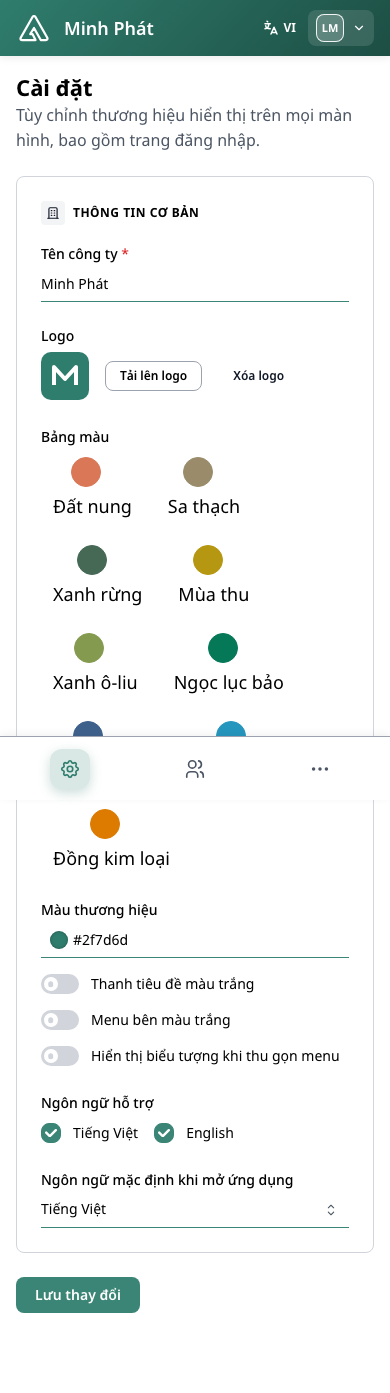 Minh Phát
VI
LM
Cài đặt
Tùy chỉnh thương hiệu hiển thị trên mọi màn
hình, bao gồm trang đăng nhập.
THÔNG TIN CƠ BẢN
Tên công ty *
Minh Phát
Logo
Tải lên logo
Xóa logo
Bảng màu
Đất nung
Sa thạch
Xanh rừng
Mùa thu
Xanh ô-liu
Ngọc lục bảo
Đồng kim loại
Màu thương hiệu
#2f7d6d
Thanh tiêu đề màu trắng
Menu bên màu trắng
Hiển thị biểu tượng khi thu gọn menu
Ngôn ngữ hỗ trợ
Tiếng Việt
English
Ngôn ngữ mặc định khi mở ứng dụng
Tiếng Việt
Lưu thay đổi